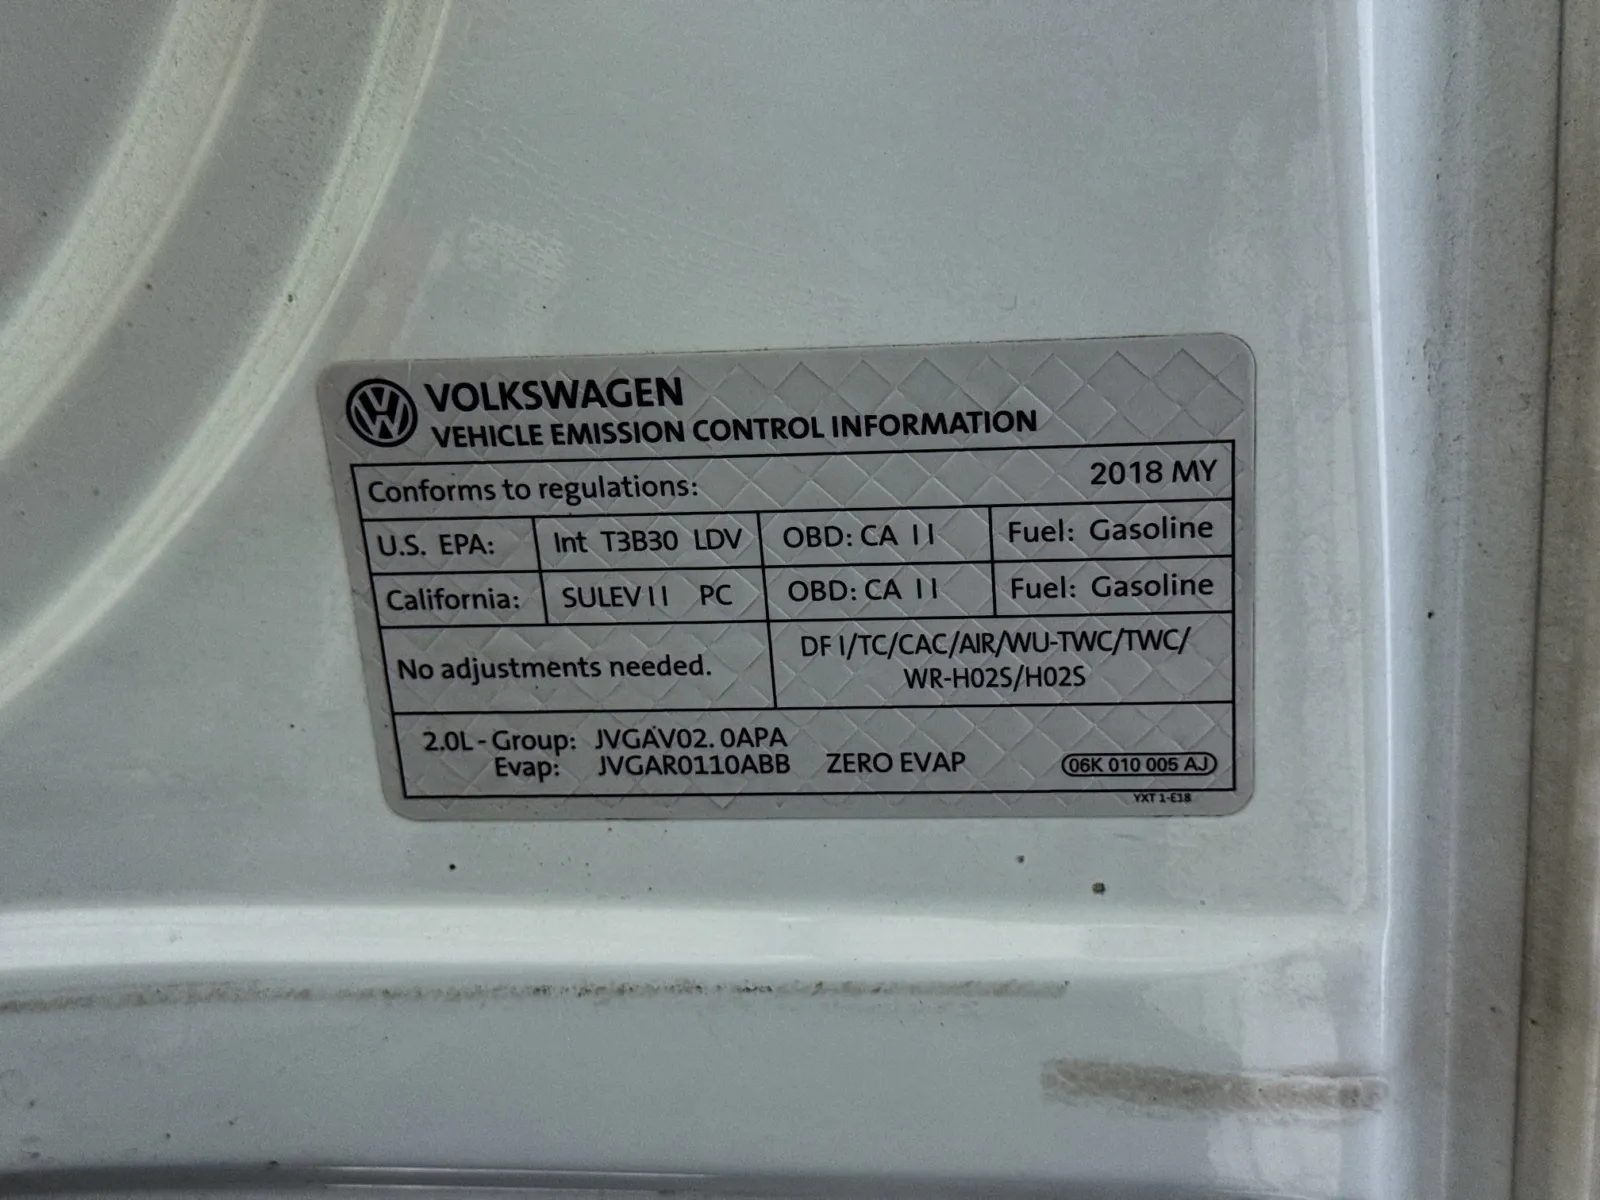 VOLKSWAGEN
VEHICLE EMISSION CONTROL INFORMATION
Conforms to regulations: 2018 MY
U.S. EPA: Int T3B30 LDV OBD: CA II Fuel: Gasoline
California: SULEV II PC OBD: CA II Fuel: Gasoline
No adjustments needed.
DFI/TC/CAC/AIR/WU-TWC/TWC/
WR-HO2S/HO2S
2.0L - Group: JVGAV02.0APA
Evap: JVGAR0110ABB ZERO EVAP 06K 010 005 AJ
YXT 1-E18